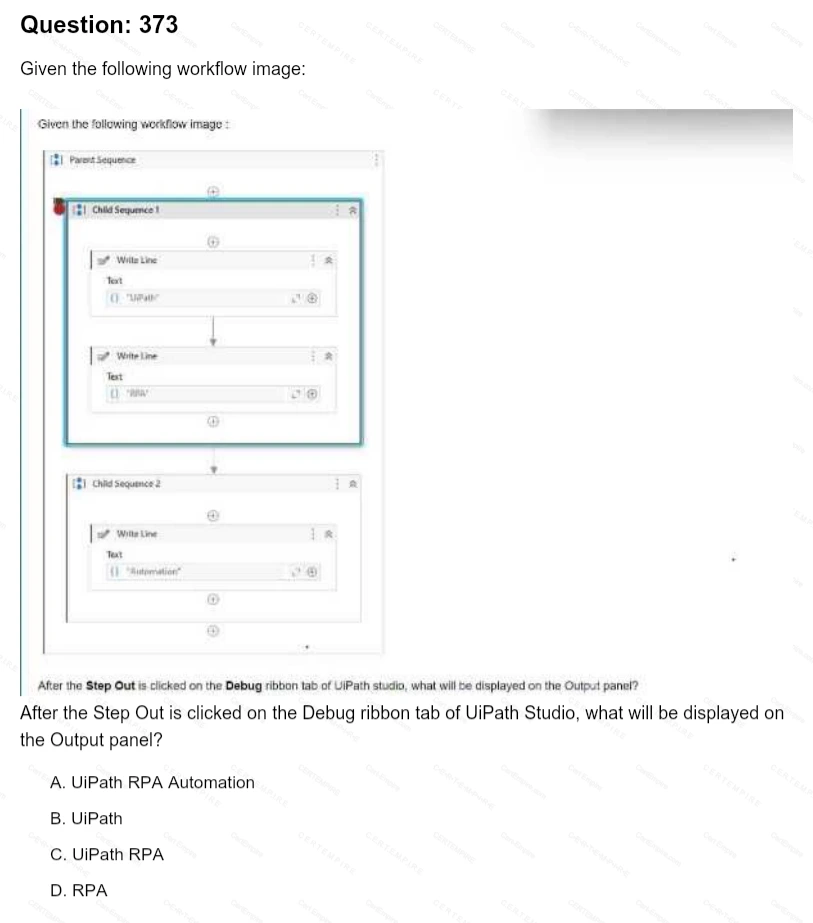 Question: 373
Given the following workflow image:
Given the following workflow image :
Parent Sequence
Child Sequence 1
Write Line
Text
"UiPath"
Write Line
Text
"RPA"
Child Sequence 2
Write Line
Text
"Automation"
After the Step Out is clicked on the Debug ribbon tab of UiPath studio, what will be displayed on the Output panel?
After the Step Out is clicked on the Debug ribbon tab of UiPath Studio, what will be displayed on
the Output panel?
A. UiPath RPA Automation
B. UiPath
C. UiPath RPA
D. RPA